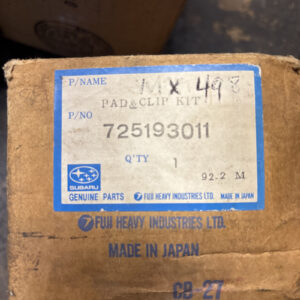 P/NAME MX 498
PAD&CLIP KIT
P/NO
725193011
Q'TY 1
92.2 M
SUBARU
GENUINE PARTS FUJI HEAVY INDUSTRIES LTD. MADE IN JAPAN
FUJI HEAVY INDUSTRIES LTD.
MADE IN JAPAN
CB 27